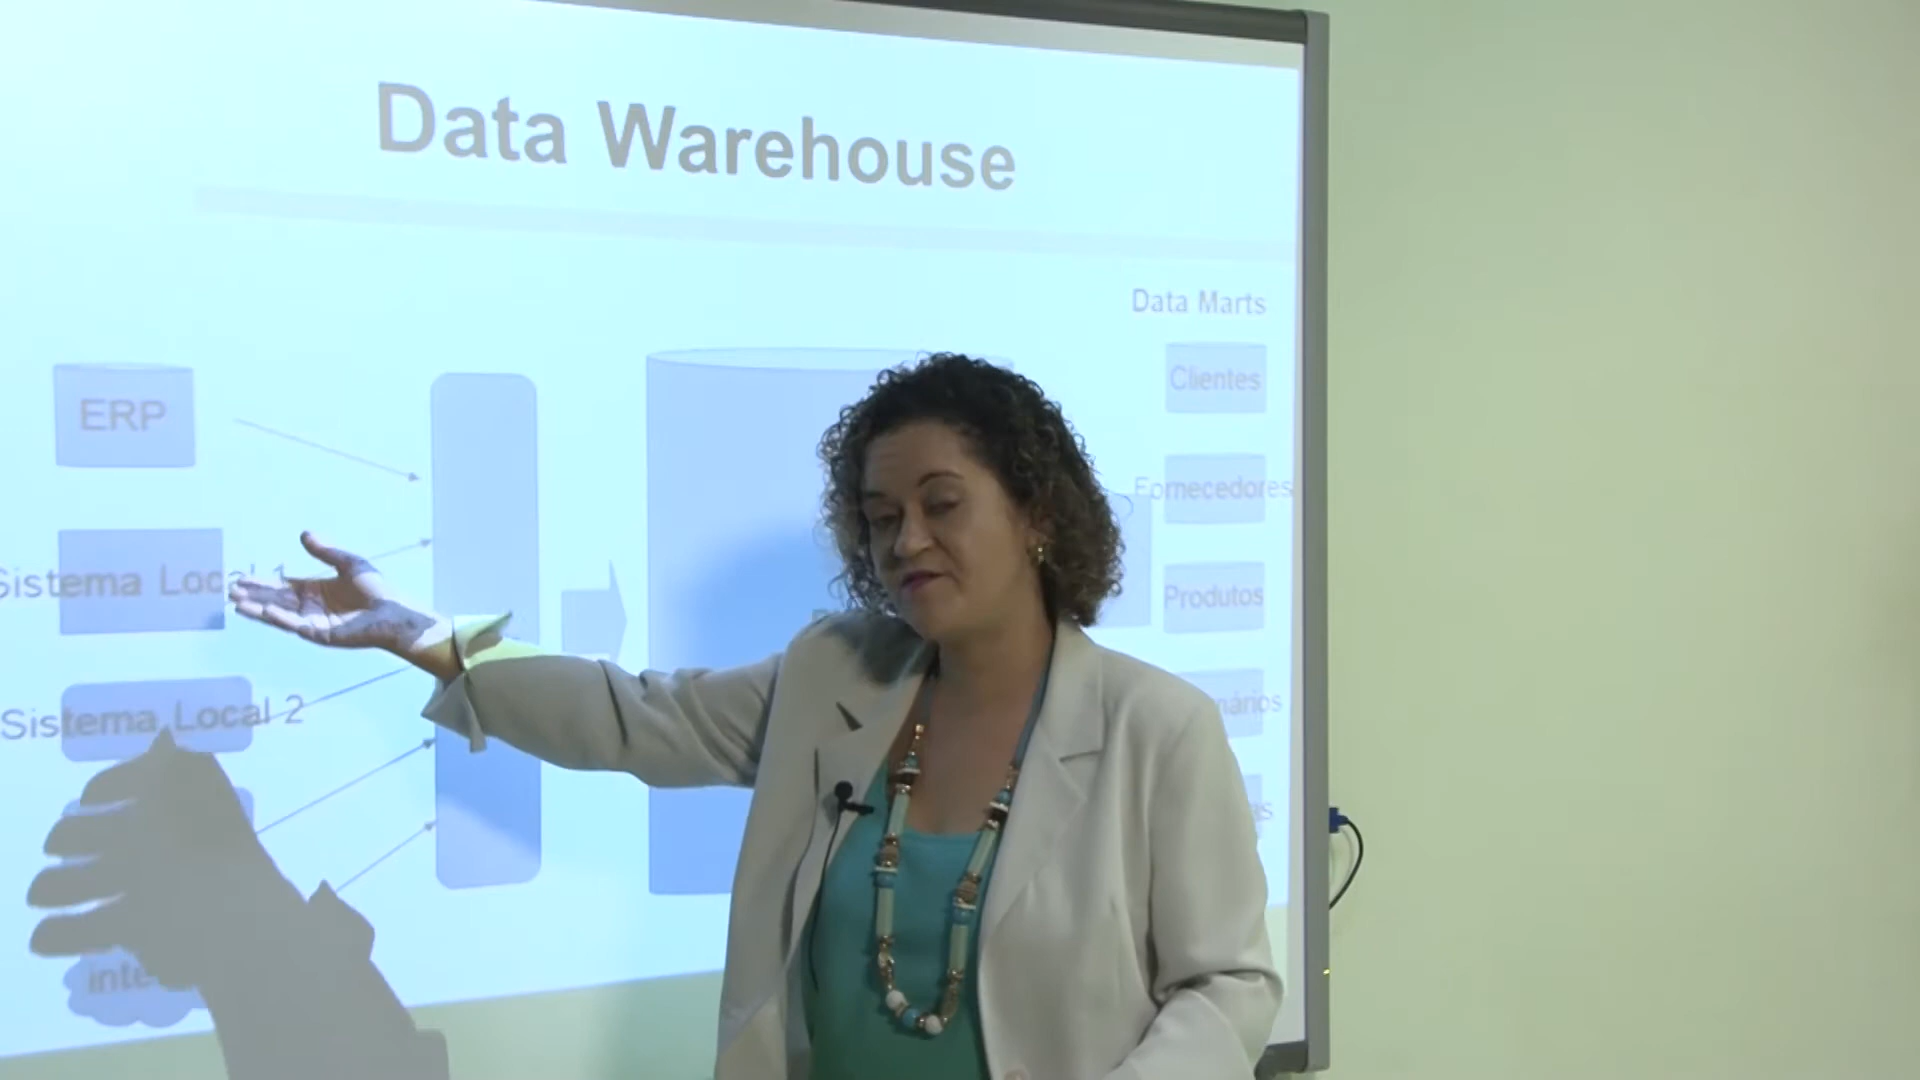 Data Warehouse
Data Marts
ERP
Clientes
Fornecedores
Sistema Local 1
Produtos
Sistema Local 2